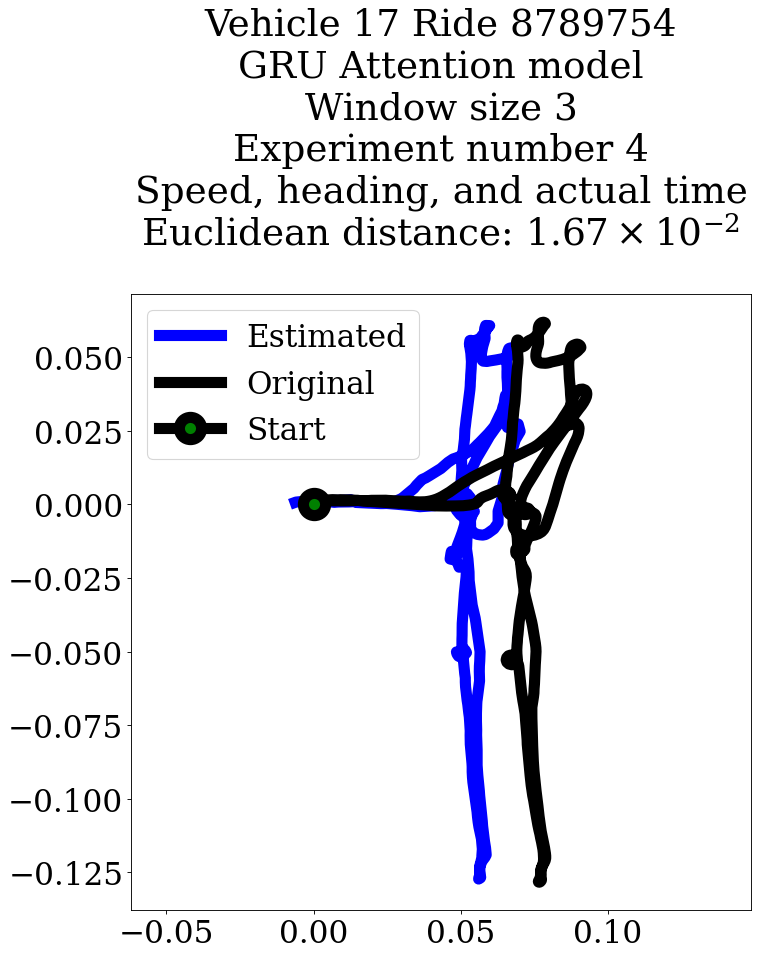 Vehicle 17 Ride 8789754
GRU Attention model
Window size 3
Experiment number 4
Speed, heading, and actual time
Euclidean distance: 1.67 × 10⁻²
Estimated
Original
Start
0.050
0.025
0.000
−0.025
−0.050
−0.075
−0.100
−0.125
−0.05 0.00 0.05 0.10